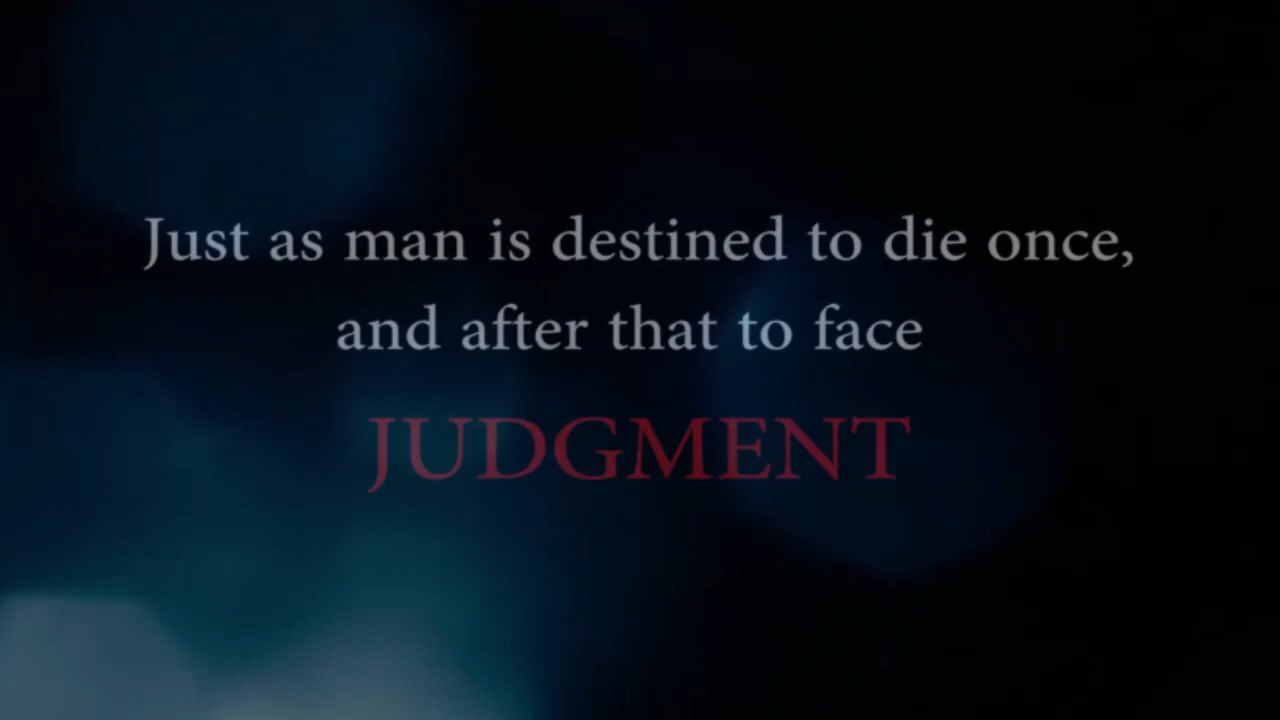 Just as man is destined to die once,
and after that to face
JUDGMENT